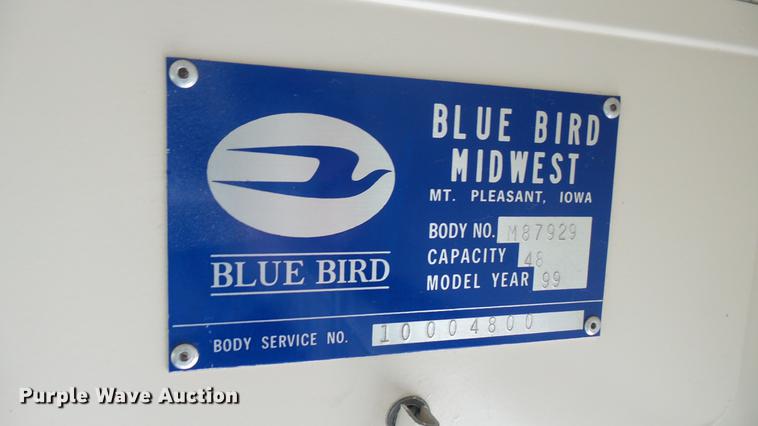 BLUE BIRD
MIDWEST
MT. PLEASANT, IOWA
BODY NO. M87929
CAPACITY 48
MODEL YEAR 99
BLUE BIRD
BODY SERVICE NO. 10004800
Purple Wave Auction